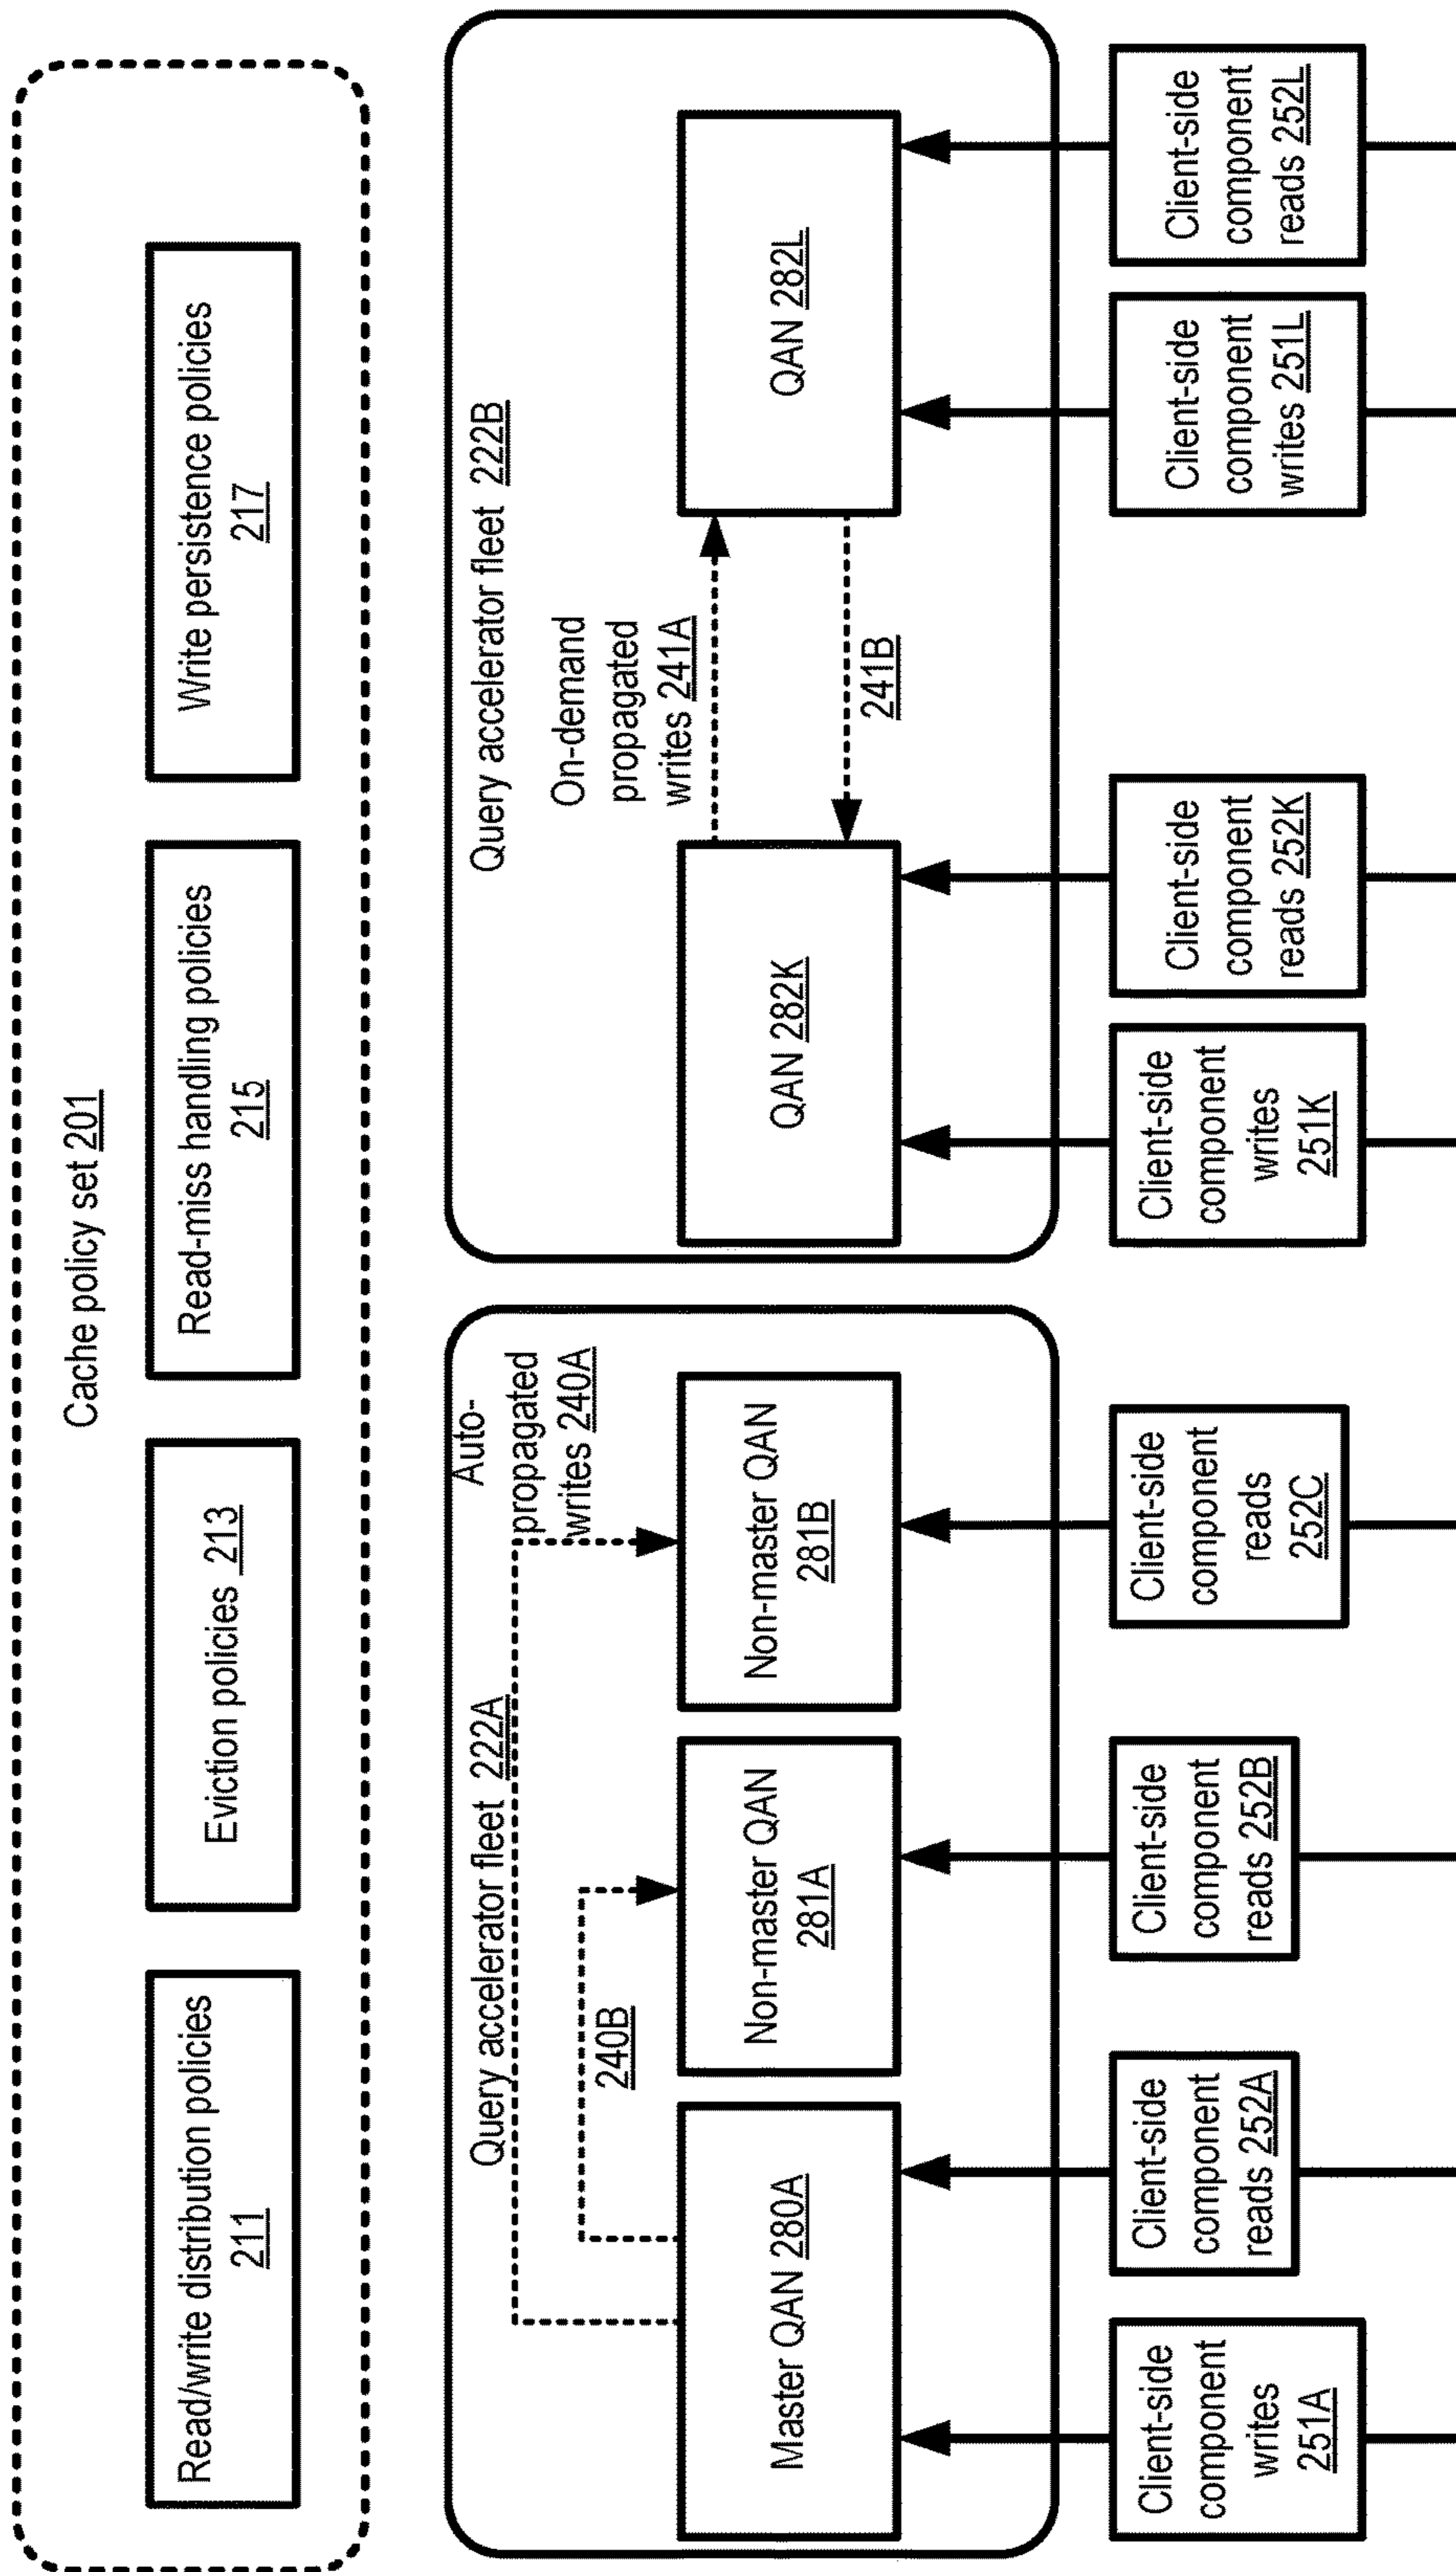 Cache policy set 201
Read/write distribution policies
211
Eviction policies 213
Read-miss handling policies
215
Write persistence policies
217
Query accelerator fleet 222A
Auto-
propagated
writes 240A
240B
Master QAN 280A
Non-master QAN
281A
Non-master QAN
281B
Query accelerator fleet 222B
On-demand
propagated
writes 241A
241B
QAN 282K
QAN 282L
Client-side
component
writes
251A
Client-side
component
reads 252A
Client-side
component
reads 252B
Client-side
component
reads
252C
Client-side
component
writes
251K
Client-side
component
reads 252K
Client-side
component
writes 251L
Client-side
component
reads 252L